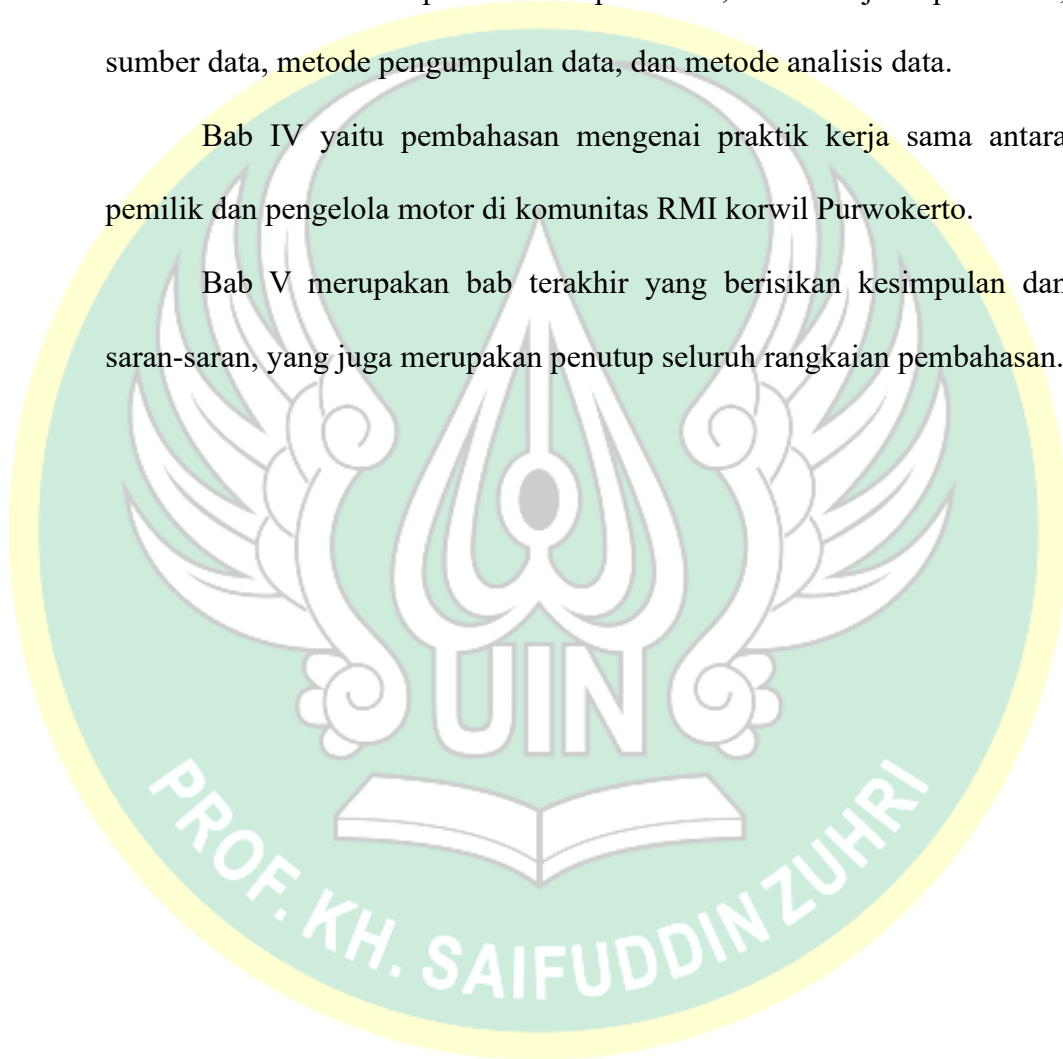 sumber data, metode pengumpulan data, dan metode analisis data.
Bab IV yaitu pembahasan mengenai praktik kerja sama antara
pemilik dan pengelola motor di komunitas RMI korwil Purwokerto.
Bab V merupakan bab terakhir yang berisikan kesimpulan dan
saran-saran, yang juga merupakan penutup seluruh rangkaian pembahasan.
UIN
PROF. KH. SAIFUDDIN ZUHRI